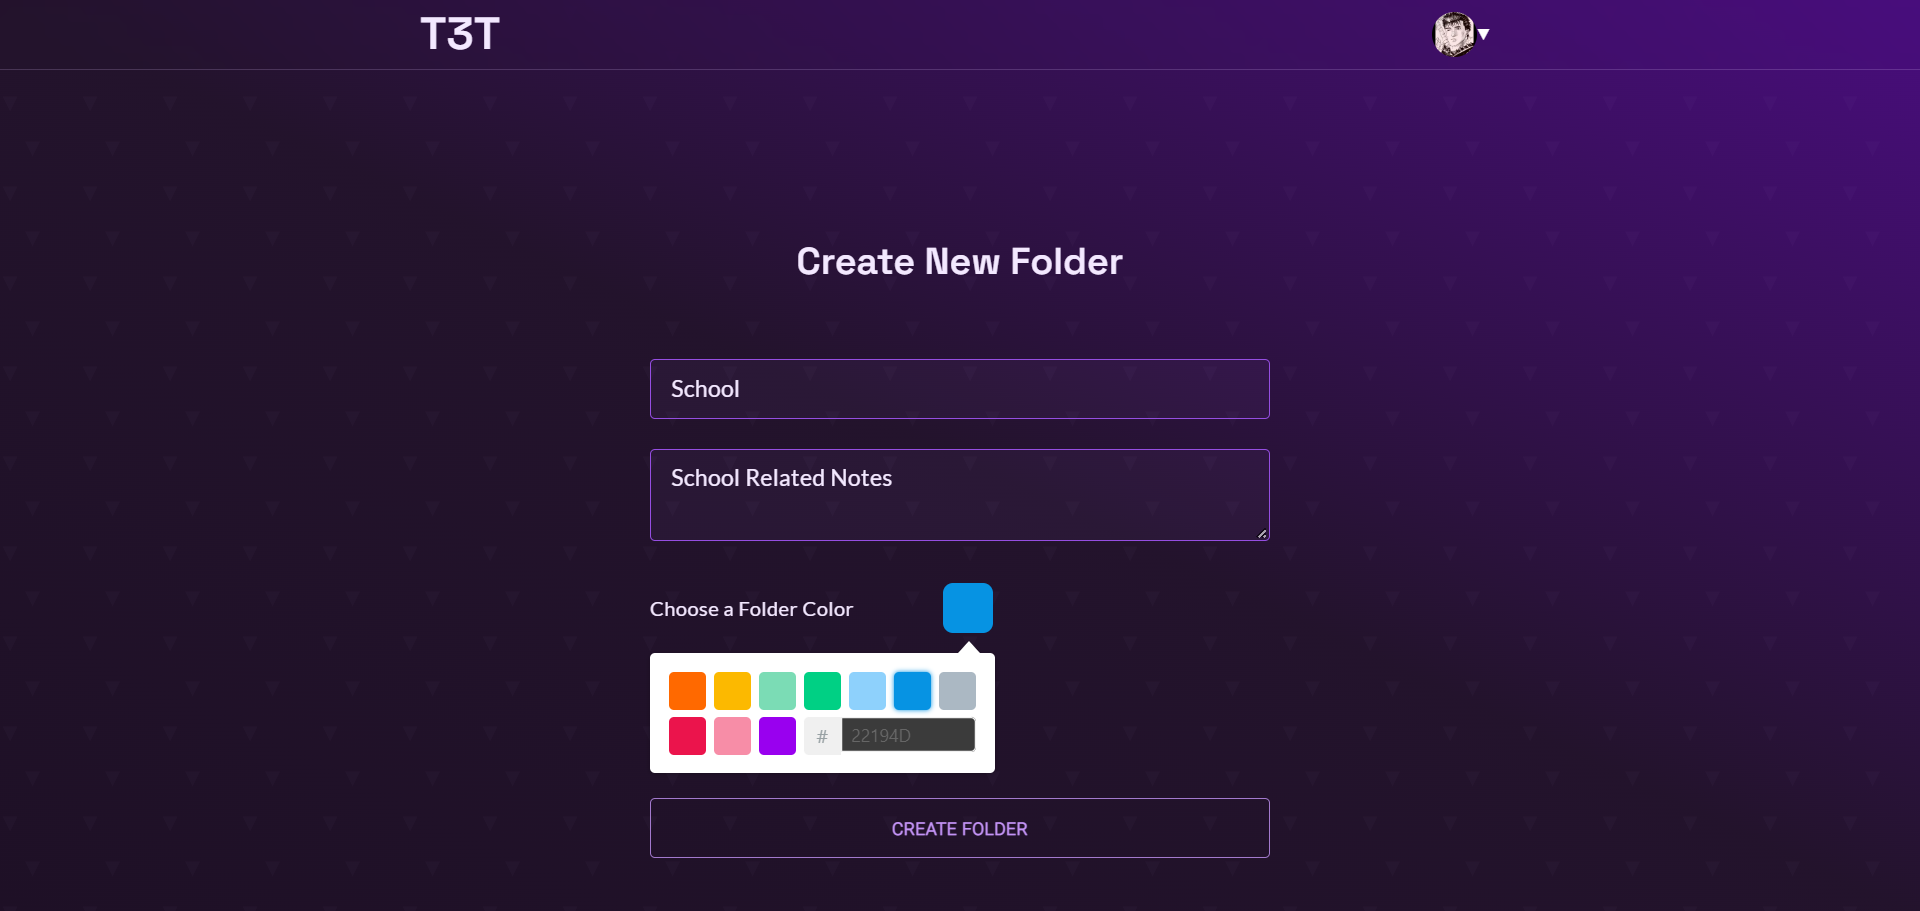 T3T
Create New Folder
School
School Related Notes
Choose a Folder Color
# 22194D
CREATE FOLDER